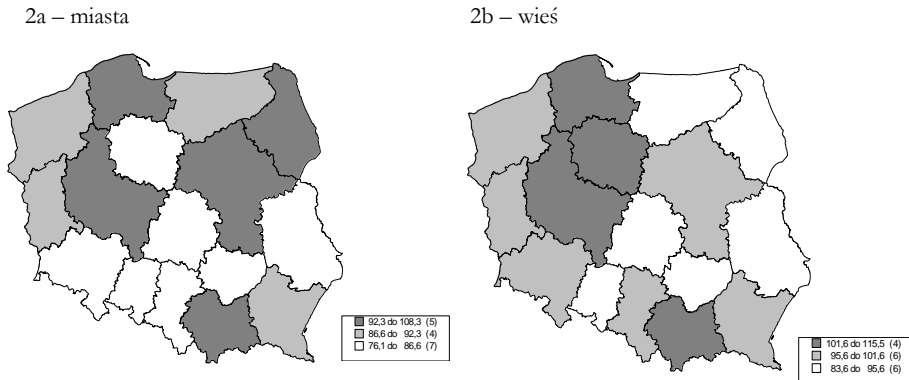 2a – miasta
2b – wieś
92,3 do 108,3 (5)
86,6 do 92,3 (4)
76,1 do 86,6 (7)
101,6 do 115,5 (4)
95,6 do 101,6 (6)
83,6 do 95,6 (6)